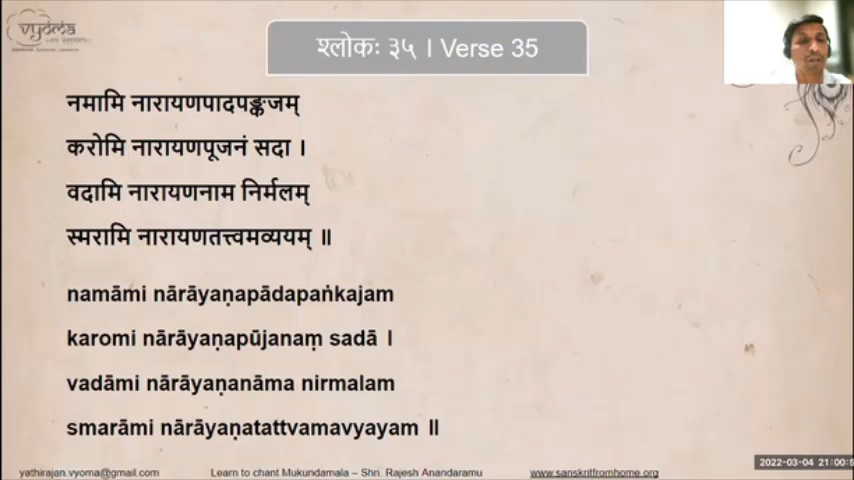 vyoma
श्लोकः ३५ । Verse 35
नमामि नारायणपादपङ्कजम्
करोमि नारायणपूजनं सदा ।
वदामि नारायणनाम निर्मलम्
स्मरामि नारायणतत्त्वमव्ययम् ॥
namāmi nārāyaṇapādapaṅkajam
karomi nārāyaṇapūjanaṃ sadā ।
vadāmi nārāyaṇanāma nirmalam
smarāmi nārāyaṇatattvamavyayam ॥
2022-03-04 21:00:5
yathirajan.vyoma@gmail.com Learn to chant Mukundamala – Shri. Rajesh Anandaramu www.sanskritfromhome.org